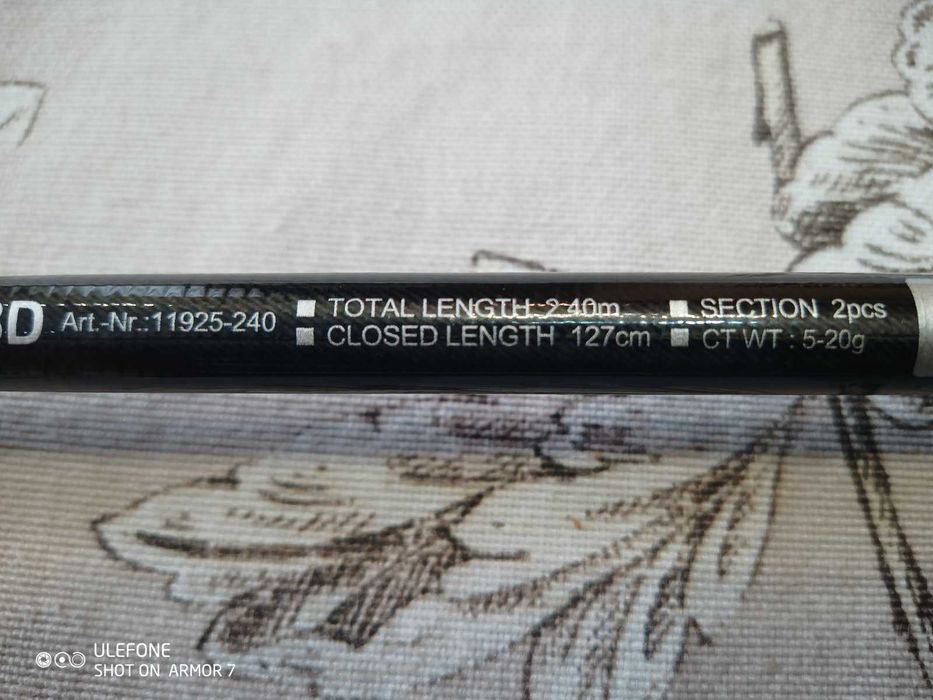 3D Art.-Nr.:11925-240
■ TOTAL LENGTH 2.40m ■ SECTION 2pcs
■ CLOSED LENGTH 127cm ■ CT WT : 5-20g
ULEFONE
SHOT ON ARMOR 7